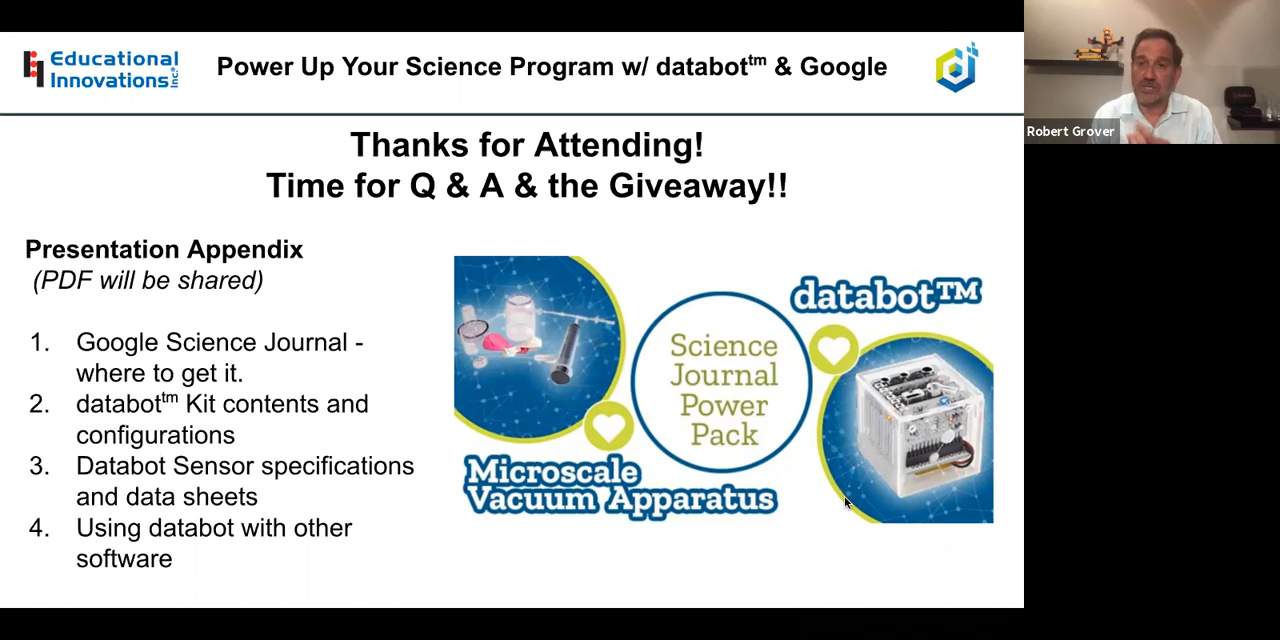 Educational
Innovations Inc.
Power Up Your Science Program w/ databot™ & Google
Robert Grover
Thanks for Attending!
Time for Q & A & the Giveaway!!
Presentation Appendix
(PDF will be shared)
1. Google Science Journal -
where to get it.
2. databot™ Kit contents and
configurations
3. Databot Sensor specifications
and data sheets
4. Using databot with other
software
databot™
Science
Journal
Power
Pack
Microscale
Vacuum Apparatus